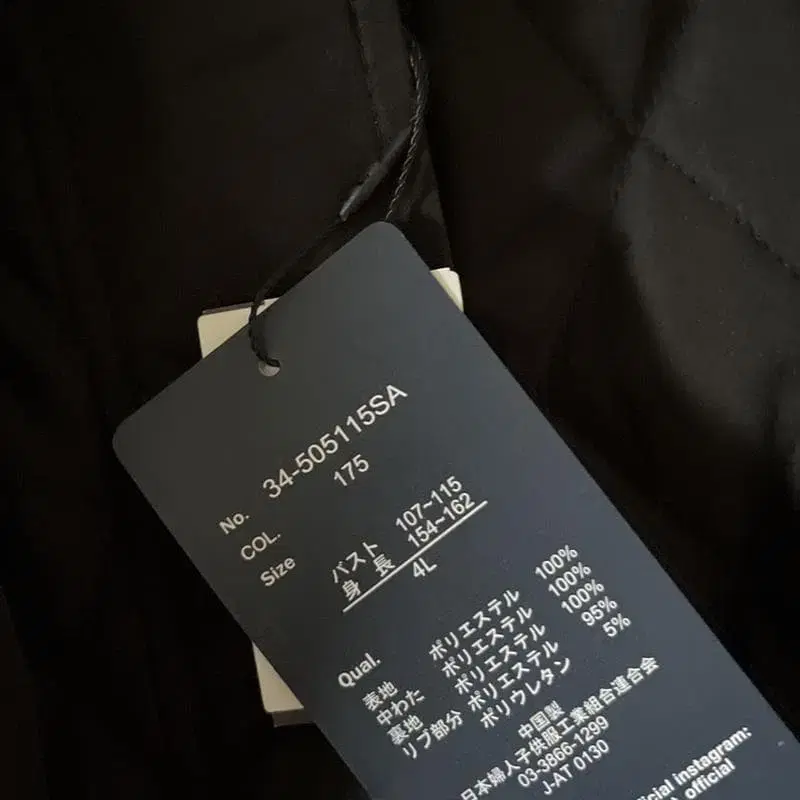 No. 34-505115SA
COL. 175
Size バスト 107~115
身 長 154~162
4L
Qual.
表地 ポリエステル 100%
中わた ポリエステル 100%
裏地 ポリエステル 100%
リブ部分 ポリエステル 95%
ポリウレタン 5%
中国製
日本婦人子供服工業組合連合会
03-3866-1299
J-AT 0130
instagram:
official